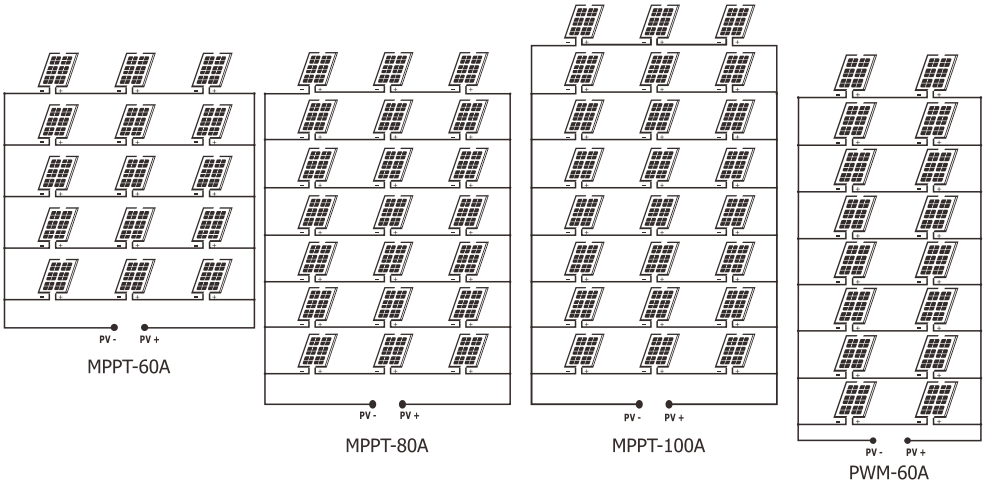 PV - PV +
MPPT-60A
PV - PV +
MPPT-80A
PV - PV +
MPPT-100A
PV - PV +
PWM-60A